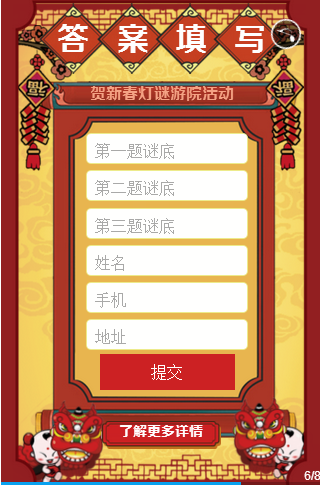 答案填写
贺新春灯谜游院活动
第一题谜底
第二题谜底
第三题谜底
姓名
手机
地址
提交
了解更多详情
6/8